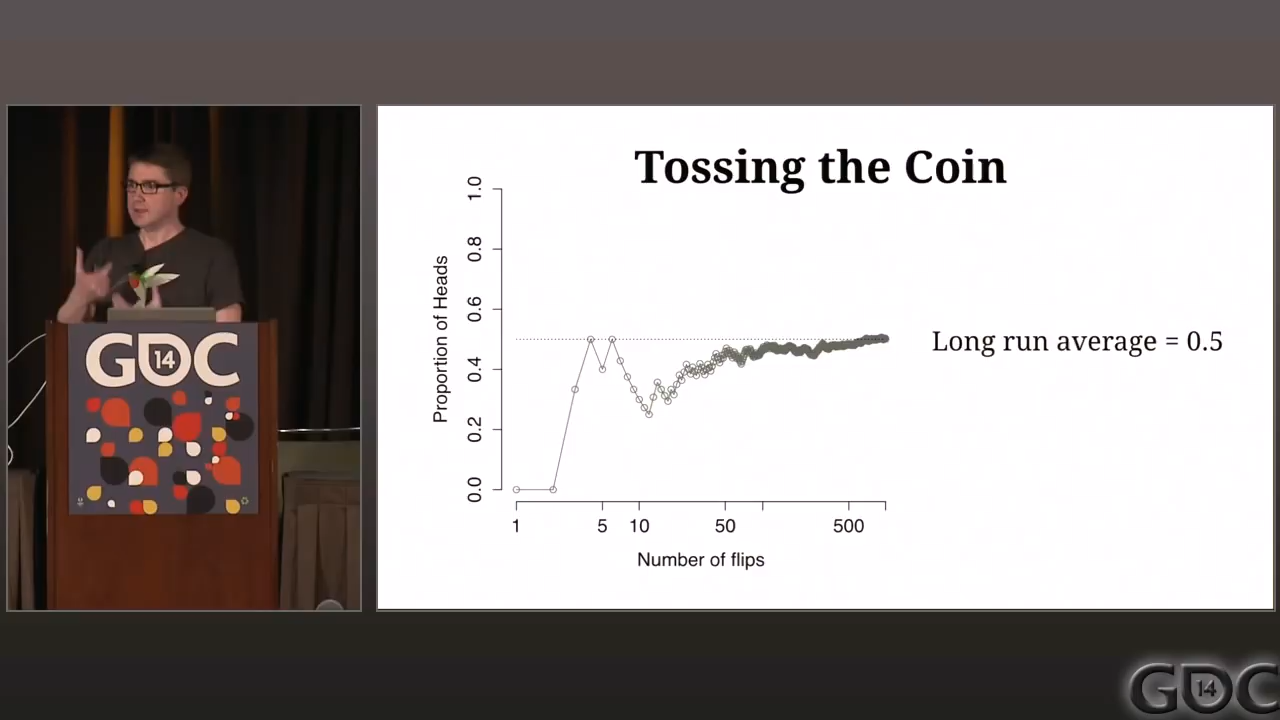 GDC
14
Tossing the Coin
Proportion of Heads
1.0
0.8
0.6
0.4
0.2
0.0
1
5
10
50
500
Number of flips
Long run average = 0.5
GDC
14